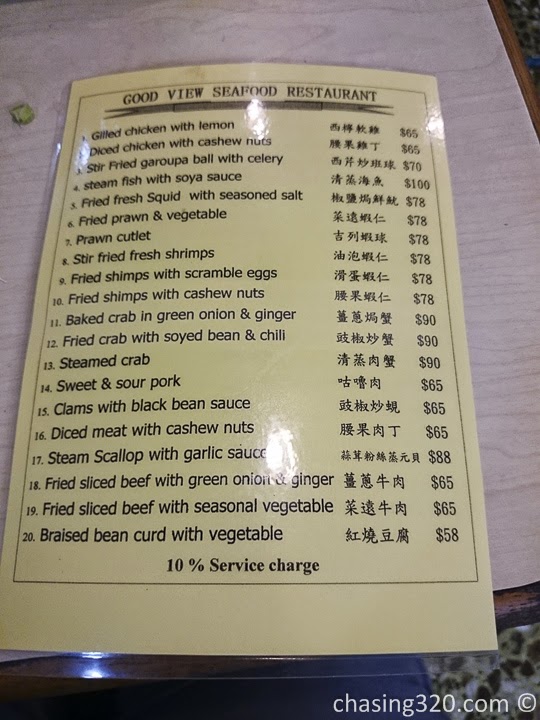 GOOD VIEW SEAFOOD RESTAURANT
1. Gilled chicken with lemon 西檸軟雞 $65
2. Diced chicken with cashew nuts 腰果雞丁 $65
3. Stir Fried garoupa ball with celery 西芹炒班球 $70
4. steam fish with soya sauce 清蒸海魚 $100
5. Fried fresh Squid with seasoned salt 椒鹽焗鮮魷 $78
6. Fried prawn & vegetable 菜遠蝦仁 $78
7. Prawn cutlet 吉列蝦球 $78
8. Stir fried fresh shrimps 油泡蝦仁 $78
9. Fried shimps with scramble eggs 滑蛋蝦仁 $78
10. Fried shimps with cashew nuts 腰果蝦仁 $78
11. Baked crab in green onion & ginger 薑蔥焗蟹 $90
12. Fried crab with soyed bean & chili 豉椒炒蟹 $90
13. Steamed crab 清蒸肉蟹 $90
14. Sweet & sour pork 咕嚕肉 $65
15. Clams with black bean sauce 豉椒炒蜆 $65
16. Diced meat with cashew nuts 腰果肉丁 $65
17. Steam Scallop with garlic sauce 蒜茸粉絲蒸元貝 $88
18. Fried sliced beef with green onion & ginger 薑蔥牛肉 $65
19. Fried sliced beef with seasonal vegetable 菜遠牛肉 $65
20. Braised bean curd with vegetable 紅燒豆腐 $58
10 % Service charge
chasing320.com ©